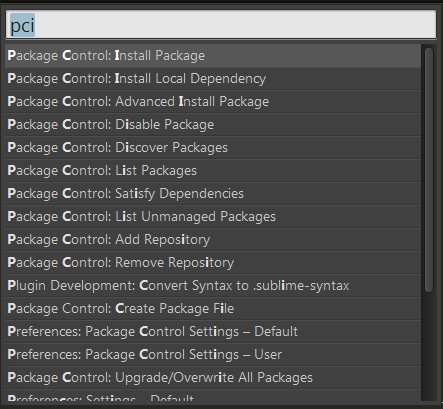 pci
Package Control: Install Package
Package Control: Install Local Dependency
Package Control: Advanced Install Package
Package Control: Disable Package
Package Control: Discover Packages
Package Control: List Packages
Package Control: Satisfy Dependencies
Package Control: List Unmanaged Packages
Package Control: Add Repository
Package Control: Remove Repository
Plugin Development: Convert Syntax to .sublime-syntax
Package Control: Create Package File
Preferences: Package Control Settings – Default
Preferences: Package Control Settings – User
Package Control: Upgrade/Overwrite All Packages
Preferences: Settings – Default